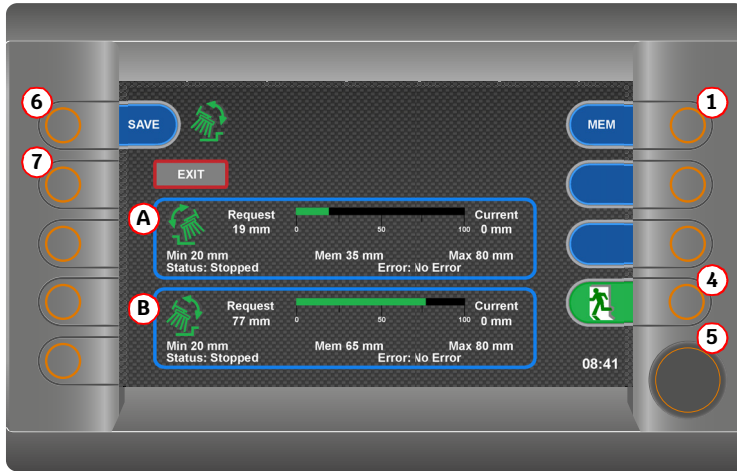 6
SAVE
MEM
1
7
EXIT
A
Request
19 mm
0
50
100
Current
0 mm
Min 20 mm
Mem 35 mm
Max 80 mm
Status: Stopped
Error: No Error
4
B
Request
77 mm
0
50
100
Current
0 mm
Min 20 mm
Mem 65 mm
Max 80 mm
Status: Stopped
Error: No Error
5
08:41